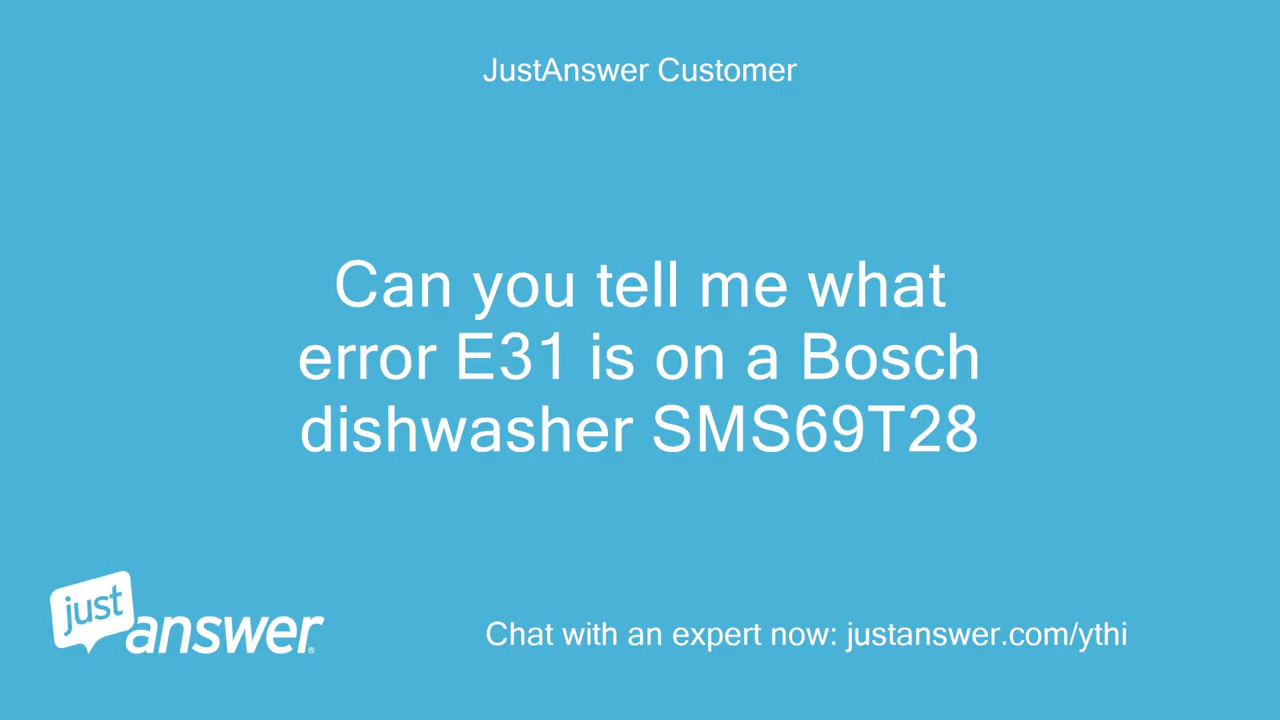 JustAnswer Customer
Can you tell me what
error E31 is on a Bosch
dishwasher SMS69T28
just
answer®
Chat with an expert now: justanswer.com/ythi